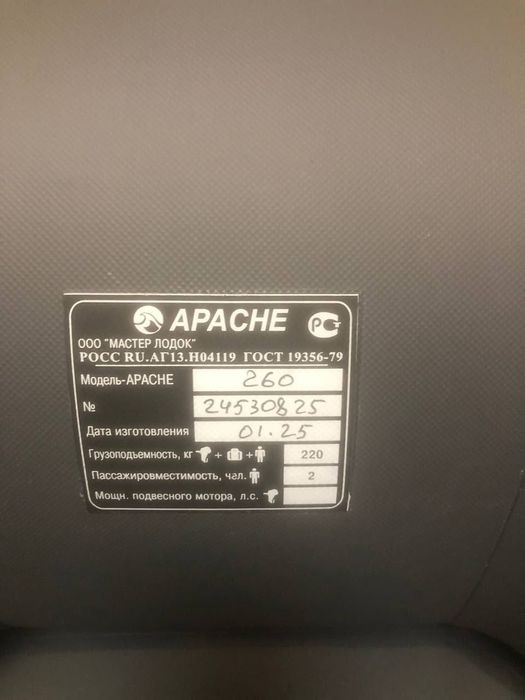 APACHE
ООО "МАСТЕР ЛОДОК"
РОСС RU.АГ13.Н04119 ГОСТ 19356-79
Модель-APACHE 260
№ 24530825
Дата изготовления 01.25
Грузоподъемность, кг + + 220
Пассажировместимость, чел. 2
Мощн. подвесного мотора, л.с.